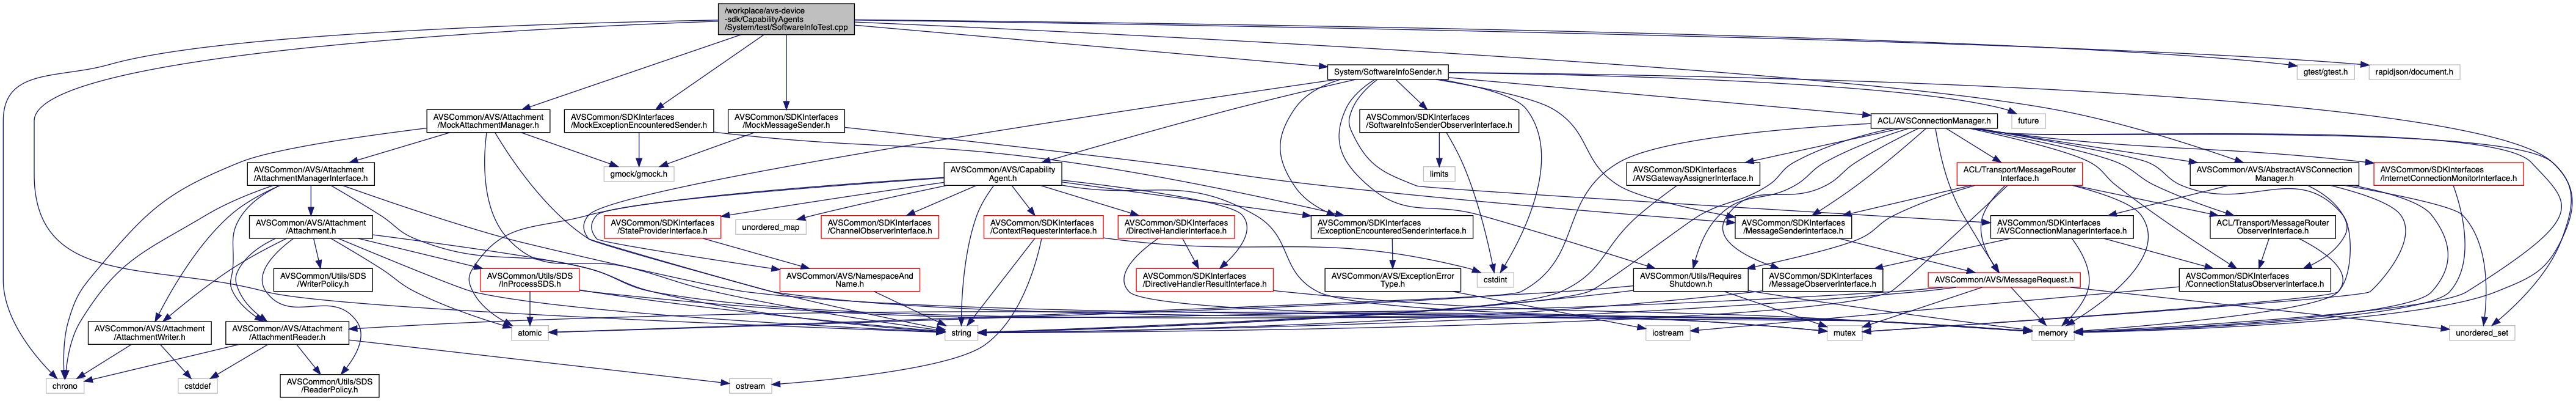 /workplace/avs-device
-sdk/CapabilityAgents
/System/test/SoftwareInfoTest.cpp
System/SoftwareInfoSender.h
gtest/gtest.h
rapidjson/document.h
AVSCommon/AVS/Attachment
/MockAttachmentManager.h
AVSCommon/SDKInterfaces
/MockExceptionEncounteredSender.h
AVSCommon/SDKInterfaces
/MockMessageSender.h
AVSCommon/SDKInterfaces
/SoftwareInfoSenderObserverInterface.h
ACL/AVSConnectionManager.h
future
AVSCommon/AVS/Attachment
/AttachmentManagerInterface.h
gmock/gmock.h
AVSCommon/AVS/Capability
Agent.h
limits
AVSCommon/SDKInterfaces
/AVSGatewayAssignerInterface.h
ACL/Transport/MessageRouter
Interface.h
AVSCommon/AVS/AbstractAVSConnection
Manager.h
AVSCommon/SDKInterfaces
/InternetConnectionMonitorInterface.h
AVSCommon/AVS/Attachment
/Attachment.h
AVSCommon/SDKInterfaces
/StateProviderInterface.h
unordered_map
AVSCommon/SDKInterfaces
/ChannelObserverInterface.h
AVSCommon/SDKInterfaces
/ContextRequesterInterface.h
AVSCommon/SDKInterfaces
/DirectiveHandlerInterface.h
AVSCommon/SDKInterfaces
/ExceptionEncounteredSenderInterface.h
AVSCommon/SDKInterfaces
/MessageSenderInterface.h
AVSCommon/SDKInterfaces
/AVSConnectionManagerInterface.h
ACL/Transport/MessageRouter
ObserverInterface.h
AVSCommon/Utils/SDS
/WriterPolicy.h
AVSCommon/Utils/SDS
/InProcessSDS.h
AVSCommon/AVS/NamespaceAnd
Name.h
AVSCommon/SDKInterfaces
/DirectiveHandlerResultInterface.h
AVSCommon/AVS/ExceptionError
Type.h
cstdint
AVSCommon/Utils/Requires
Shutdown.h
AVSCommon/SDKInterfaces
/MessageObserverInterface.h
AVSCommon/AVS/MessageRequest.h
AVSCommon/SDKInterfaces
/ConnectionStatusObserverInterface.h
AVSCommon/AVS/Attachment
/AttachmentWriter.h
AVSCommon/AVS/Attachment
/AttachmentReader.h
atomic
string
iostream
mutex
memory
unordered_set
chrono
cstddef
AVSCommon/Utils/SDS
/ReaderPolicy.h
ostream